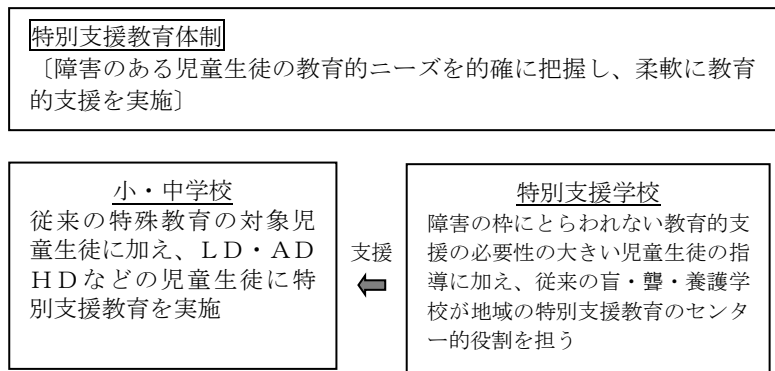 特別支援教育体制
〔障害のある児童生徒の教育的ニーズを的確に把握し、柔軟に教育
的支援を実施〕
小・中学校
従来の特殊教育の対象児
童生徒に加え、ＬＤ・ＡＤ
ＨＤなどの児童生徒に特
別支援教育を実施
支援
特別支援学校
障害の枠にとらわれない教育的支
援の必要性の大きい児童生徒の指
導に加え、従来の盲・聾・養護学
校が地域の特別支援教育のセンタ
ー的役割を担う